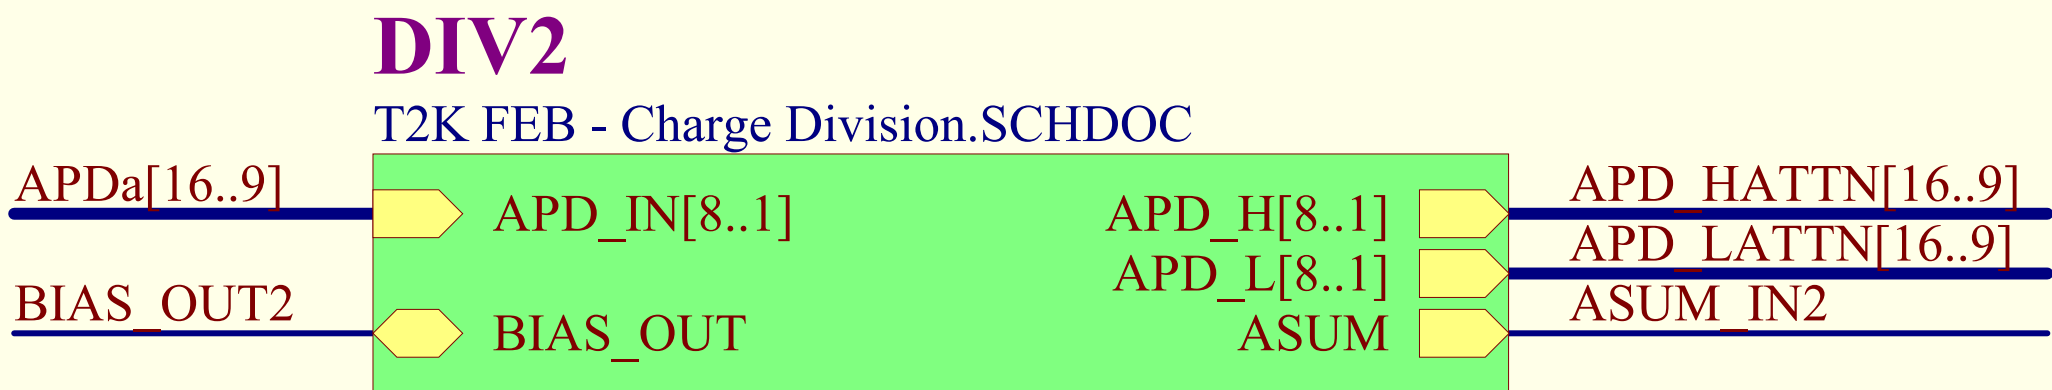 DIV2
T2K FEB - Charge Division.SCHDOC
APDa[16..9]
APD_IN[8..1]
APD_H[8..1]
APD_HATTN[16..9]
APD_L[8..1]
APD_LATTN[16..9]
BIAS_OUT2
BIAS_OUT
ASUM
ASUM_IN2